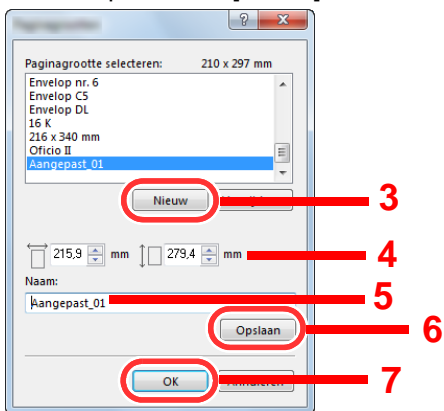 Paginagrootte selecteren: 210 x 297 mm
Envelop nr. 6
Envelop C5
Envelop DL
16 K
216 x 340 mm
Oficio II
Aangepast_01
Nieuw
3
215,9 mm 279,4 mm
4
Naam:
Aangepast_01
5
Opslaan
6
OK Annuleren
7